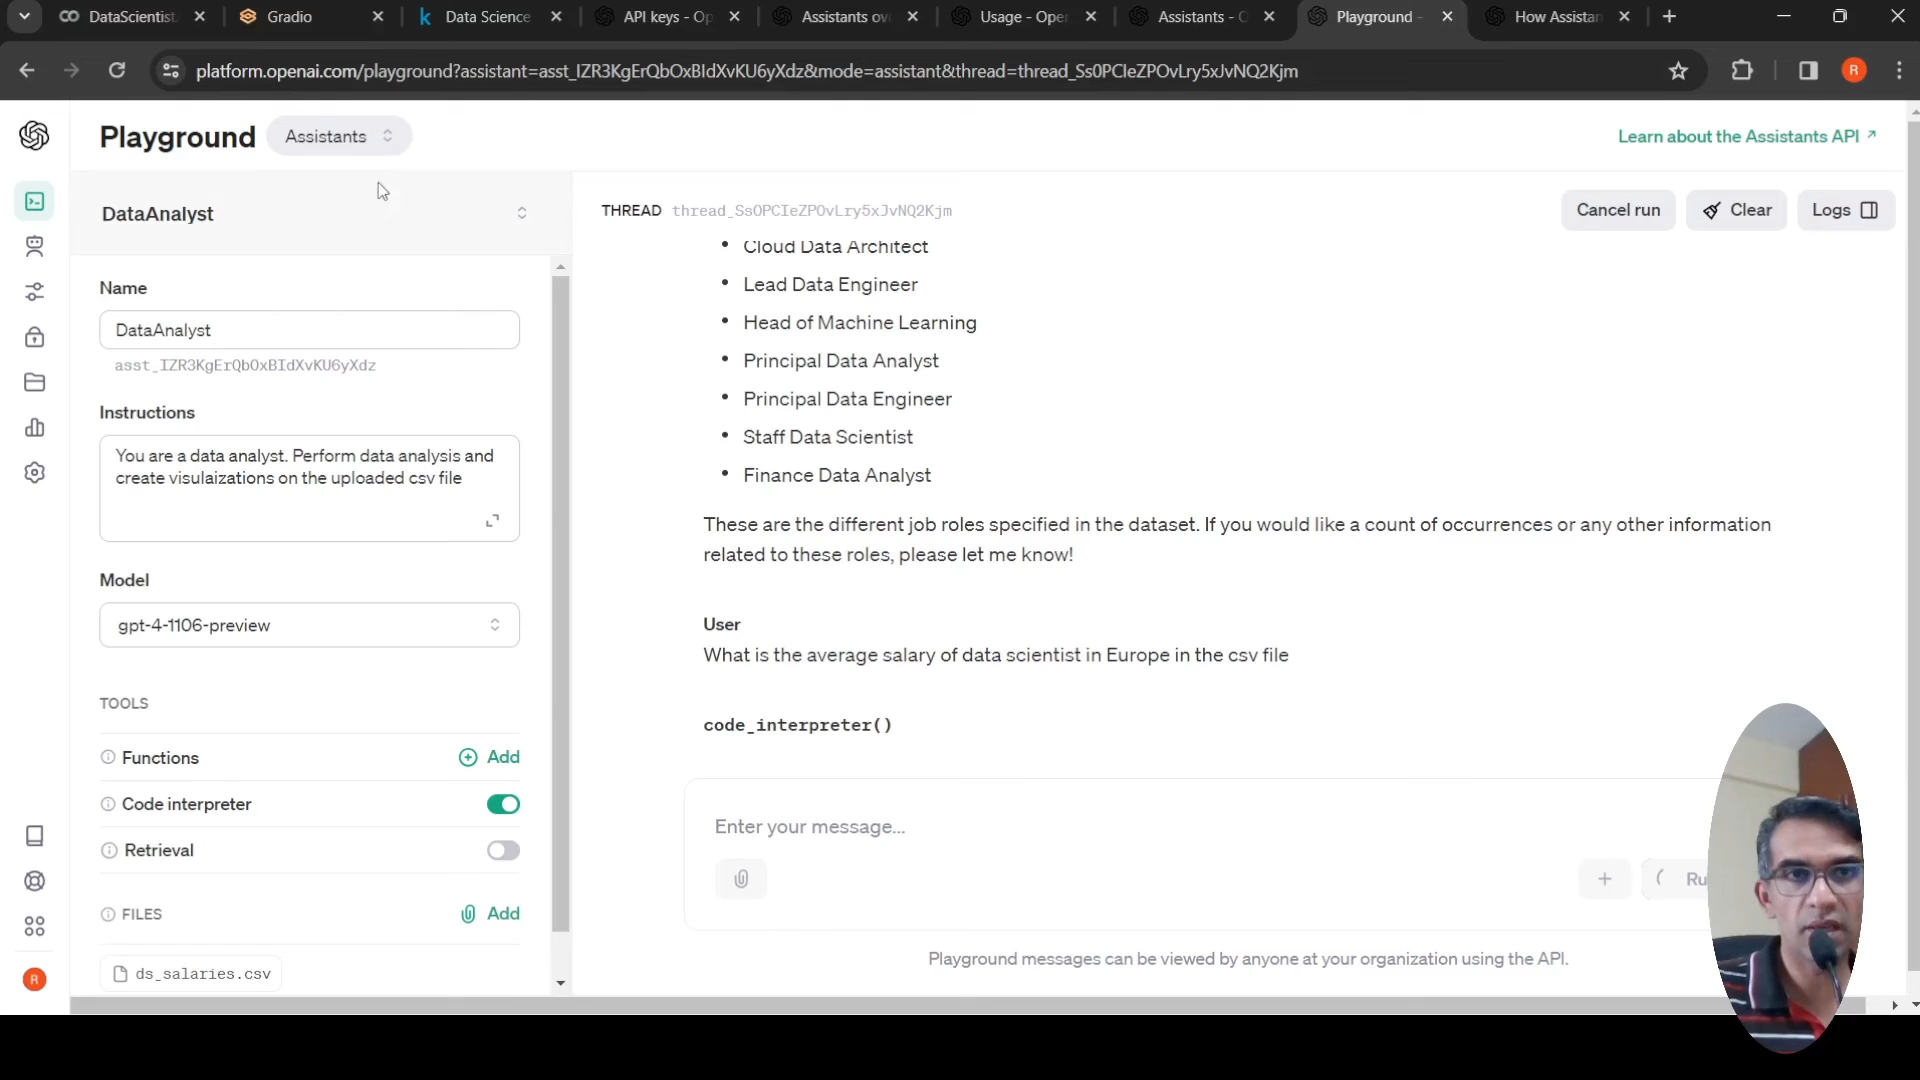 DataScientist
Gradio
Data Science
API keys - Op
Assistants ov
Usage - Oper
Assistants - O
Playground -
How Assistan
platform.openai.com/playground?assistant=asst_IZR3KgErQbOxBIdXvKU6yXdz&mode=assistant&thread=thread_Ss0PCIeZPOvLry5xJvNQ2Kjm
R
Playground
Assistants
Learn about the Assistants API
DataAnalyst
THREAD thread_Ss0PCIeZPOvLry5xJvNQ2Kjm
Cancel run
Clear
Logs
Name
DataAnalyst
asst_IZR3KgErQbOxBIdXvKU6yXdz
Instructions
You are a data analyst. Perform data analysis and
create visulaizations on the uploaded csv file
Model
gpt-4-1106-preview
TOOLS
Functions
Add
Code interpreter
Retrieval
FILES
Add
ds_salaries.csv
R
• Cloud Data Architect
• Lead Data Engineer
• Head of Machine Learning
• Principal Data Analyst
• Principal Data Engineer
• Staff Data Scientist
• Finance Data Analyst
These are the different job roles specified in the dataset. If you would like a count of occurrences or any other information
related to these roles, please let me know!
User
What is the average salary of data scientist in Europe in the csv file
code_interpreter()
Enter your message...
Ru
Playground messages can be viewed by anyone at your organization using the API.